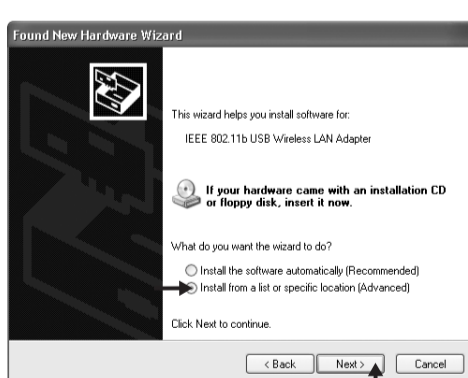 Found New Hardware Wizard
This wizard helps you install software for:
IEEE 802.11b USB Wireless LAN Adapter
If your hardware came with an installation CD
or floppy disk, insert it now.
What do you want the wizard to do?
Install the software automatically (Recommended)
Install from a list or specific location (Advanced)
Click Next to continue.
< Back Next > Cancel